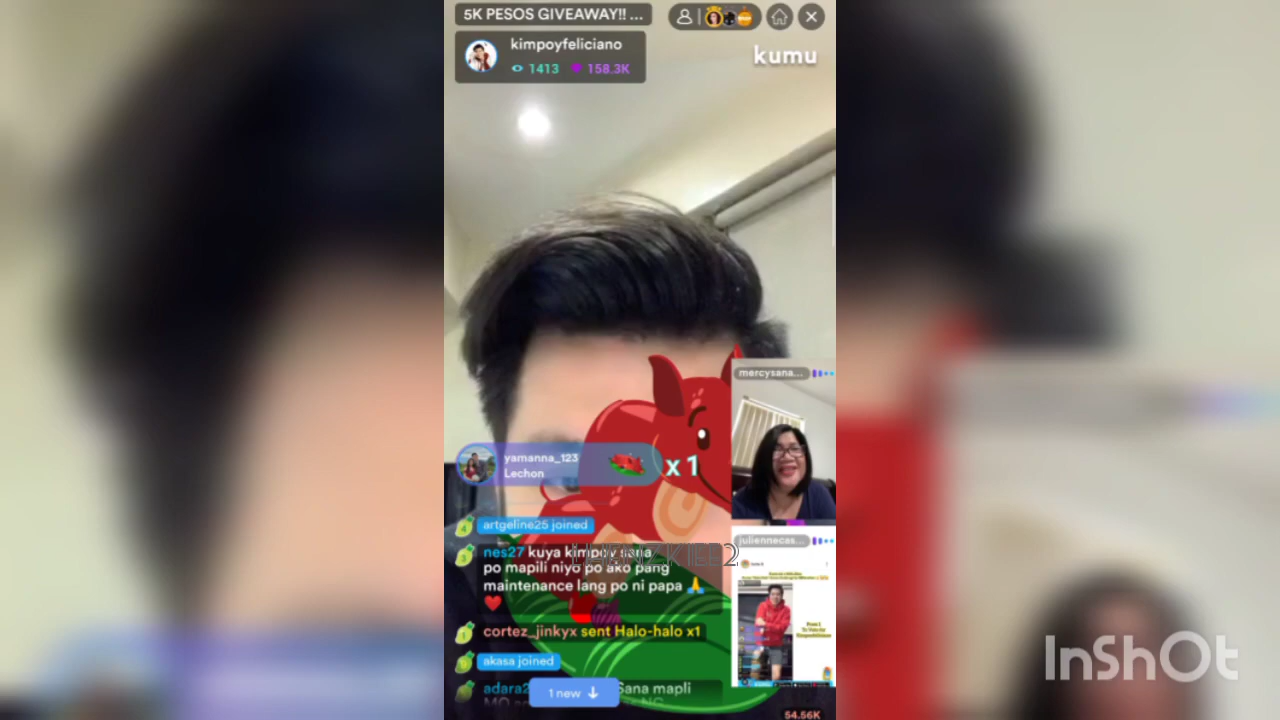 5K PESOS GIVEAWAY!! ...
kimpoyfeliciano
1413 158.3K
kumu
mercysana...
yamanna_123
Lechon
x 1
artgeline25 joined
juliennecas...
nes27 kuya kimpoy sana
po mapili niyo po ako pang
maintenance lang po ni papa
cortez_jinkyx sent Halo-halo x1
akasa joined
1 new
Sana mapli
54.56K
InShOt